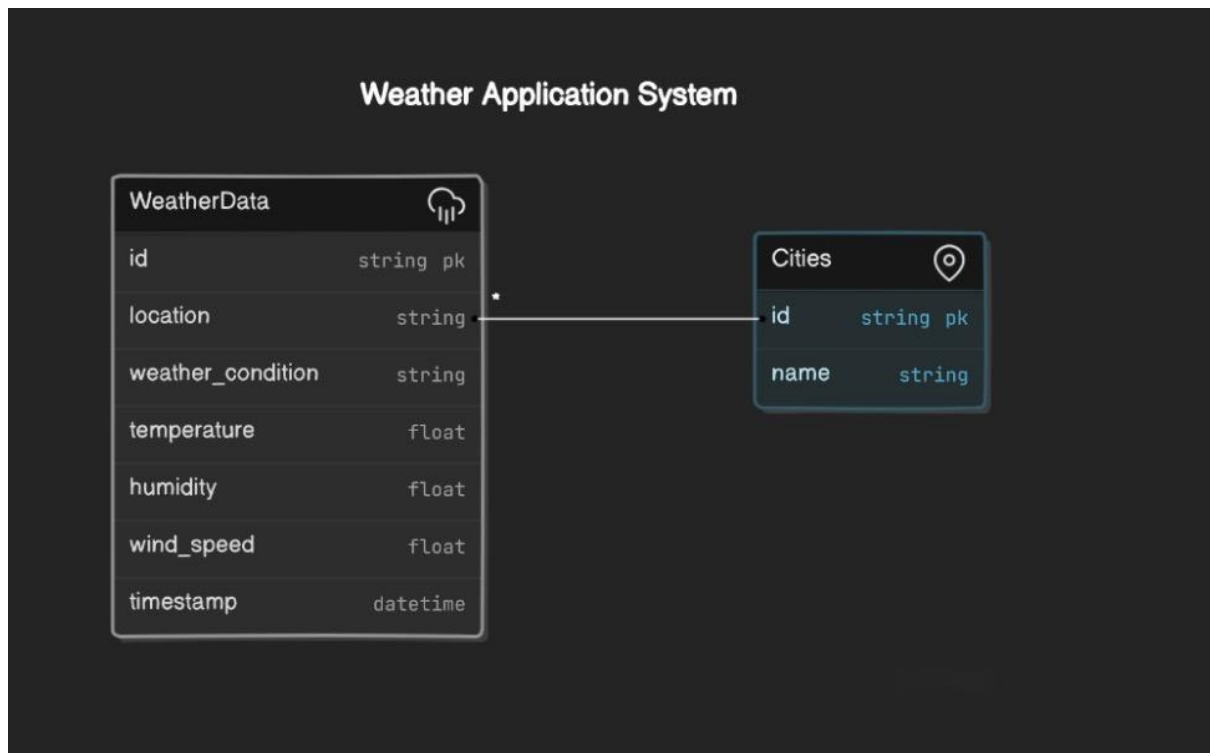 Weather Application System
WeatherData
id string pk
location string
weather_condition string
temperature float
humidity float
wind_speed float
timestamp datetime
*
Cities
id string pk
name string